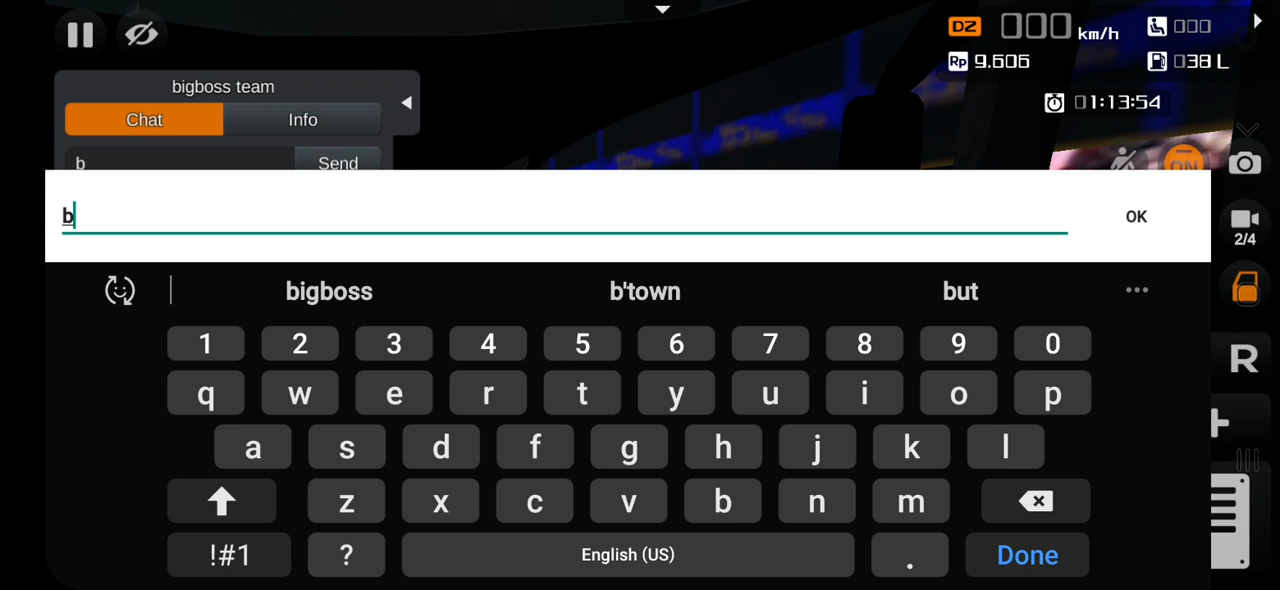 DZ 000 km/h 000
Rp 9.606 038 L
01:13:54
bigboss team
Chat Info
b Send
ON
b OK
2/4
bigboss b'town but ...
1 2 3 4 5 6 7 8 9 0
q w e r t y u i o p
R
a s d f g h j k l
z x c v b n m
!#1 ? English (US) . Done